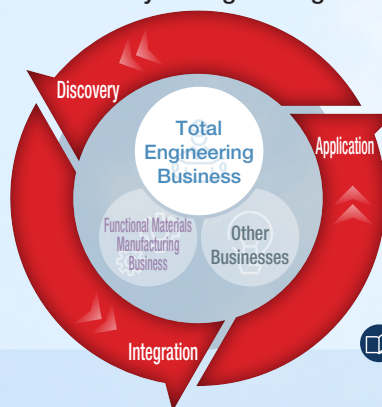 Discovery
Total
Engineering
Business
Application
Functional Materials
Manufacturing
Business
Other
Businesses
Integration